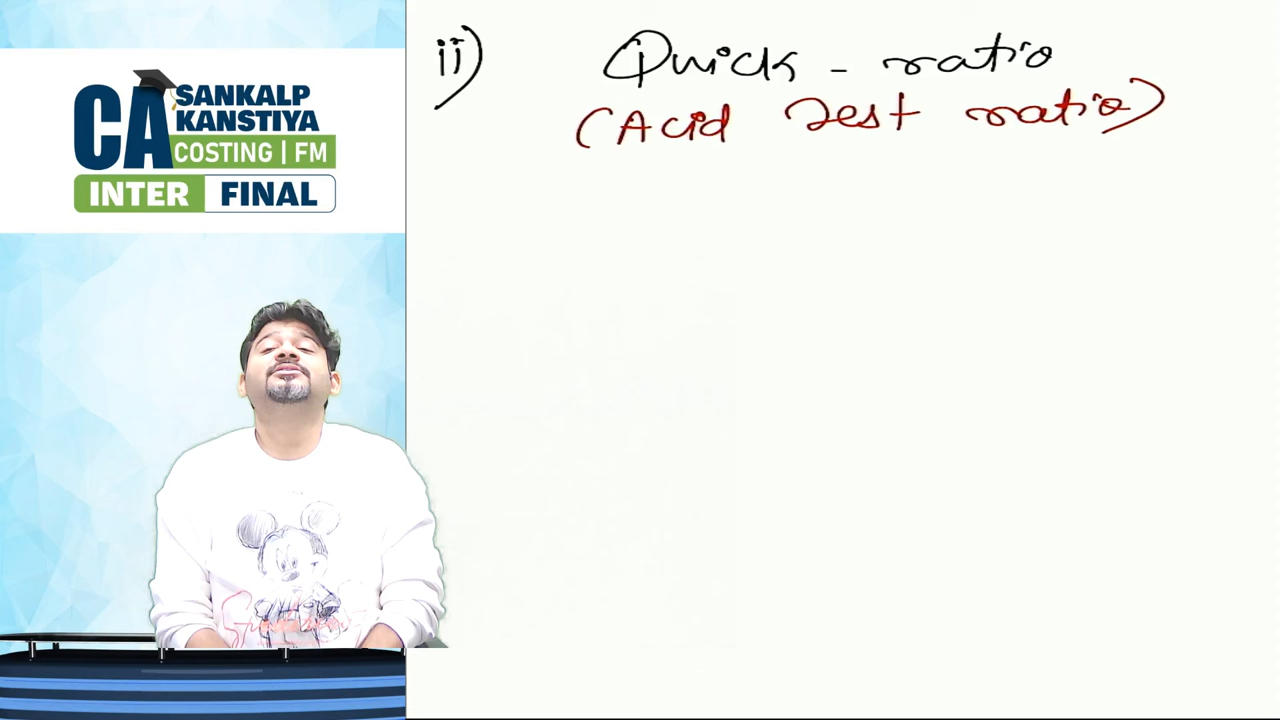 CA SANKALP
KANSTIYA
COSTING | FM
INTER FINAL
ii) Quick - ratio
(Acid Test ratio)